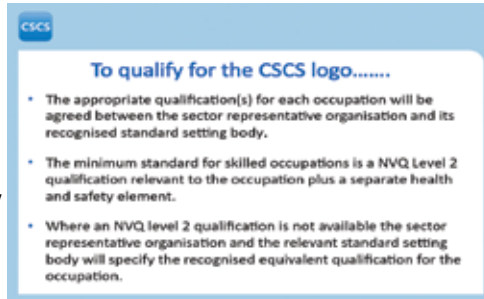 CSCS
To qualify for the CSCS logo.......
• The appropriate qualification(s) for each occupation will be
agreed between the sector representative organisation and its
recognised standard setting body.
• The minimum standard for skilled occupations is a NVQ Level 2
qualification relevant to the occupation plus a separate health
and safety element.
• Where an NVQ level 2 qualification is not available the sector
representative organisation and the relevant standard setting
body will specify the recognised equivalent qualification for the
occupation.